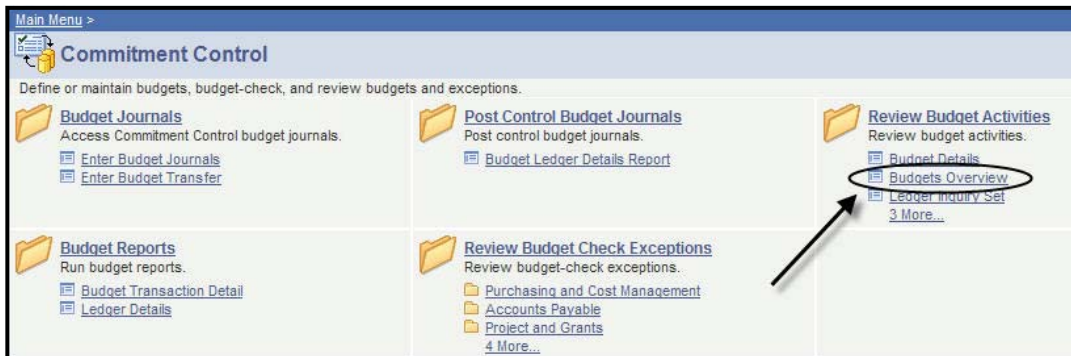 Main Menu >
Commitment Control
Define or maintain budgets, budget-check, and review budgets and exceptions.
Budget Journals
Access Commitment Control budget journals.
Enter Budget Journals
Enter Budget Transfer
Post Control Budget Journals
Post control budget journals.
Budget Ledger Details Report
Review Budget Activities
Review budget activities.
Budget Details
Budgets Overview
Ledger Inquiry Set
3 More...
Budget Reports
Run budget reports.
Budget Transaction Detail
Ledger Details
Review Budget Check Exceptions
Review budget-check exceptions.
Purchasing and Cost Management
Accounts Payable
Project and Grants
4 More...